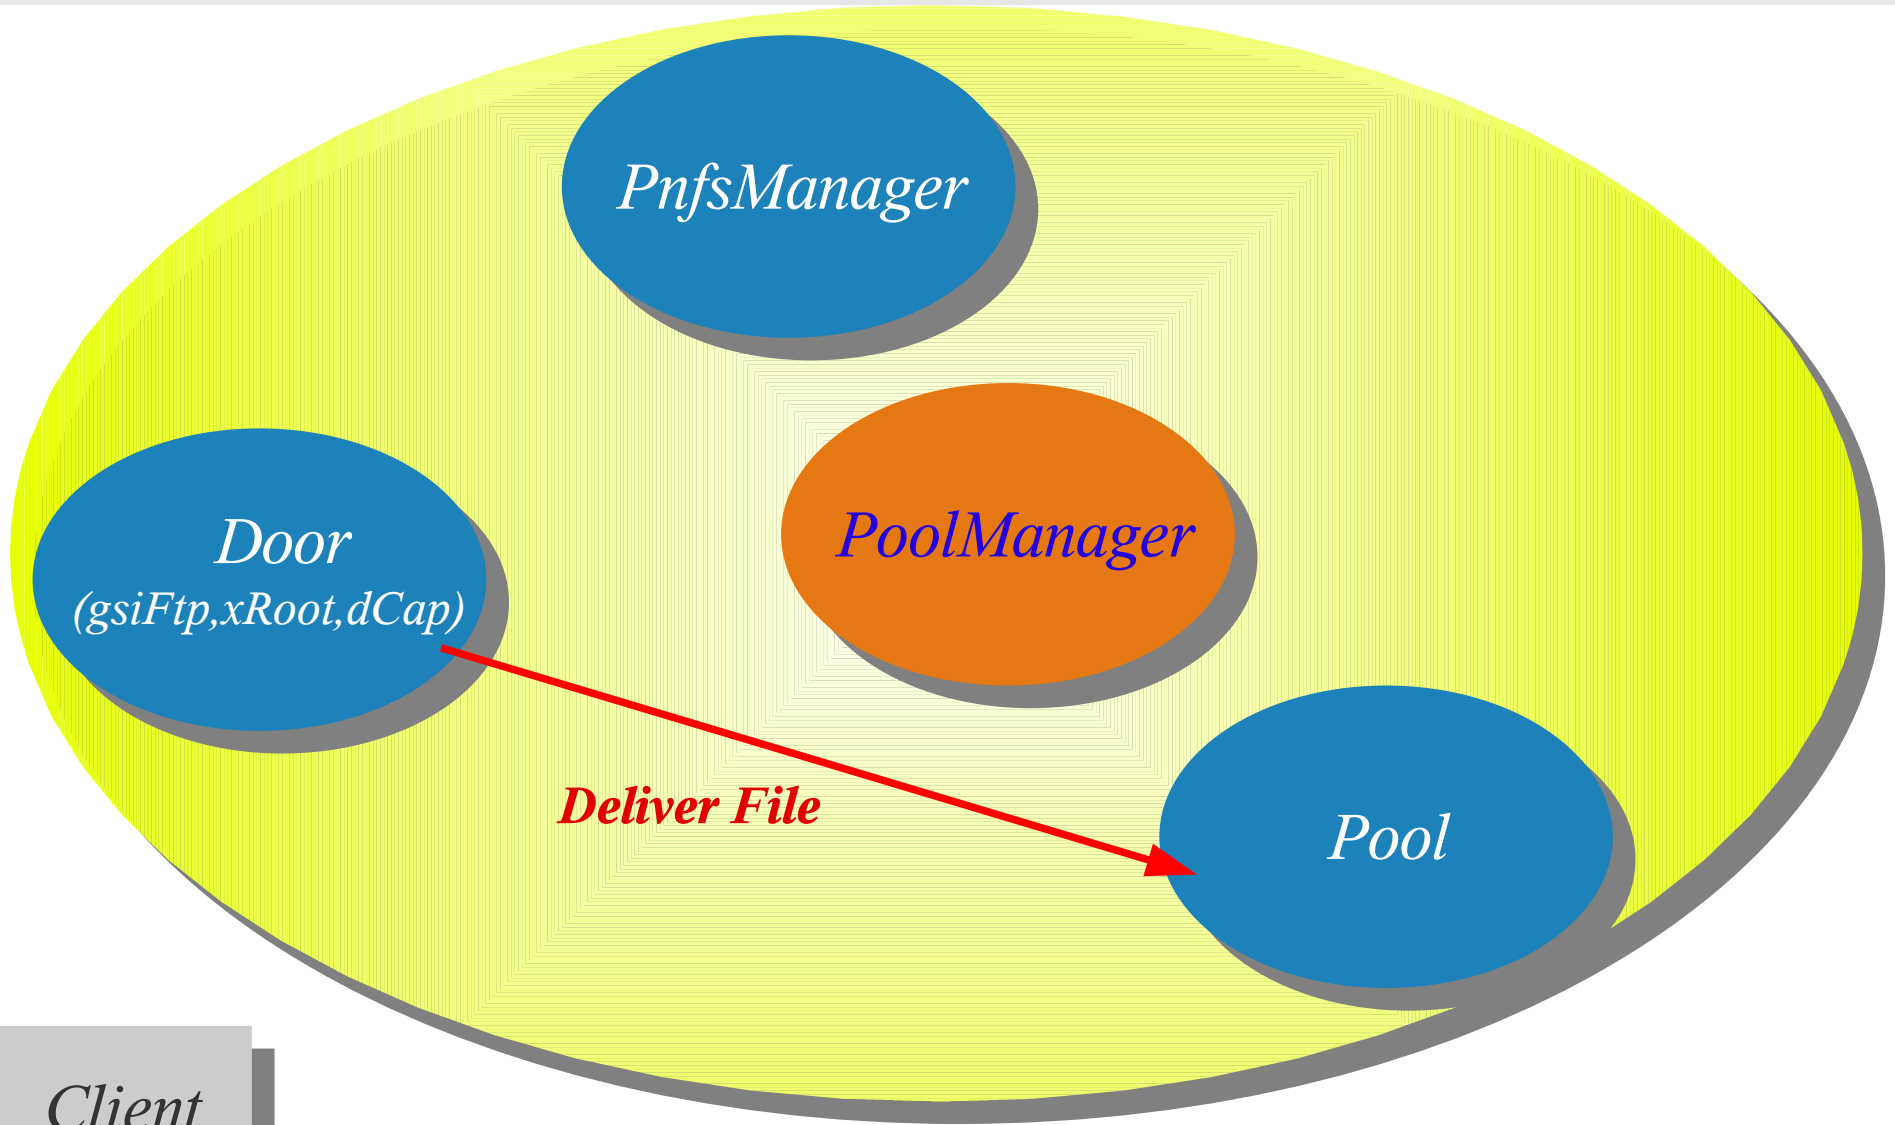 PnfsManager
PoolManager
Door
(gsiFtp,xRoot,dCap)
Deliver File
Pool
Client